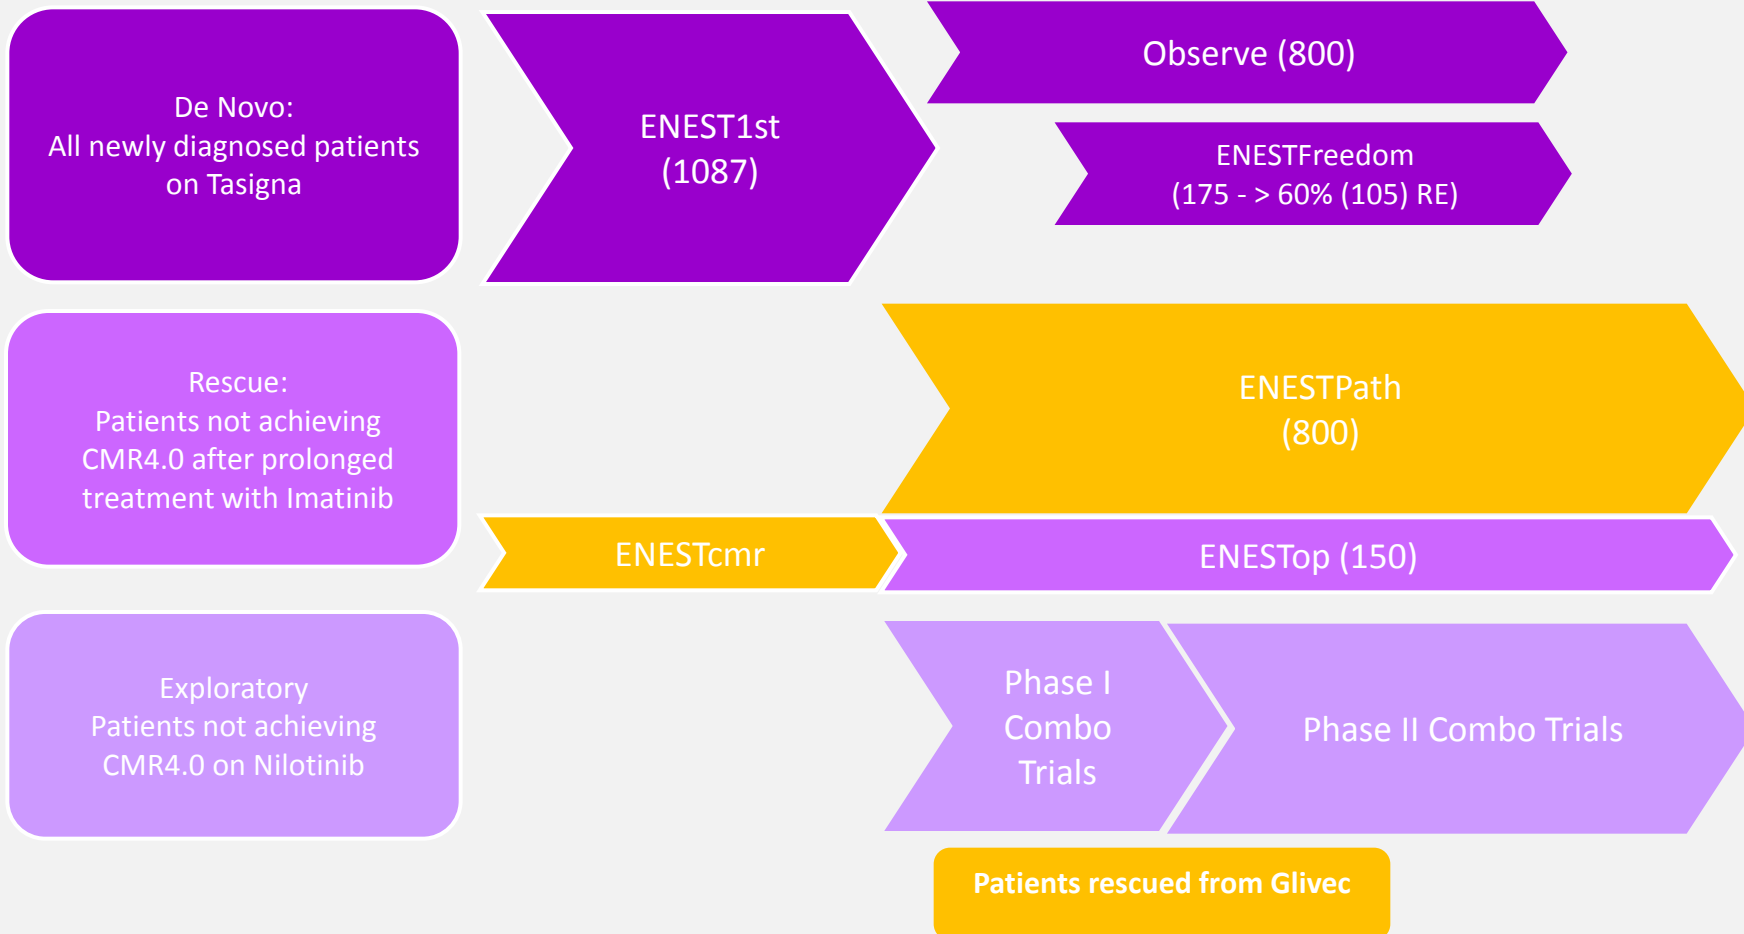 De Novo:
All newly diagnosed patients
on Tasigna
ENEST1st
(1087)
Observe (800)
ENESTFreedom
(175 - > 60% (105) RE)
Rescue:
Patients not achieving
CMR4.0 after prolonged
treatment with Imatinib
ENESTPath
(800)
ENESTcmr
ENESTop (150)
Exploratory
Patients not achieving
CMR4.0 on Nilotinib
Phase I
Combo
Trials
Phase II Combo Trials
Patients rescued from Glivec